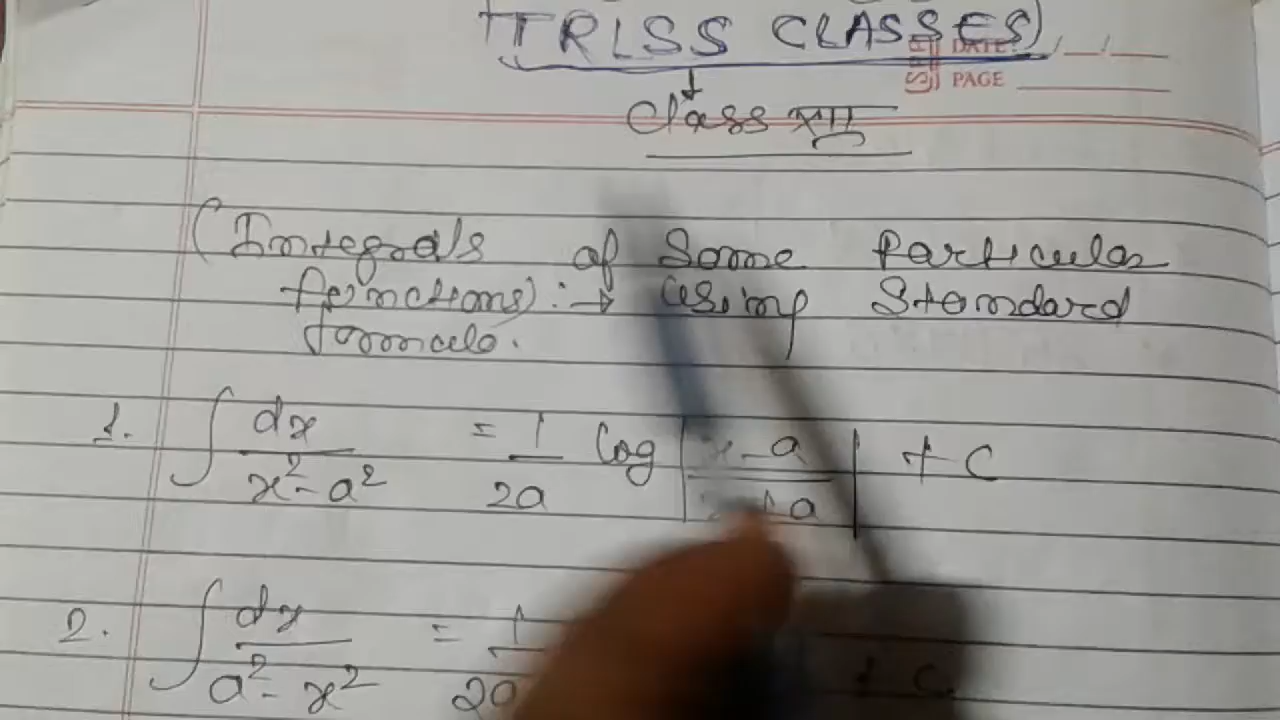 TRLSS CLASSES
DATE / /
PAGE
Class XII
(Integrals of Some Particular
functions) :→ using Standard
formula.
1. ∫ dx / (x² - a²) = 1/2a log |x - a / x + a| + C
2. ∫ dx / (a² - x²) = 1/2a + C